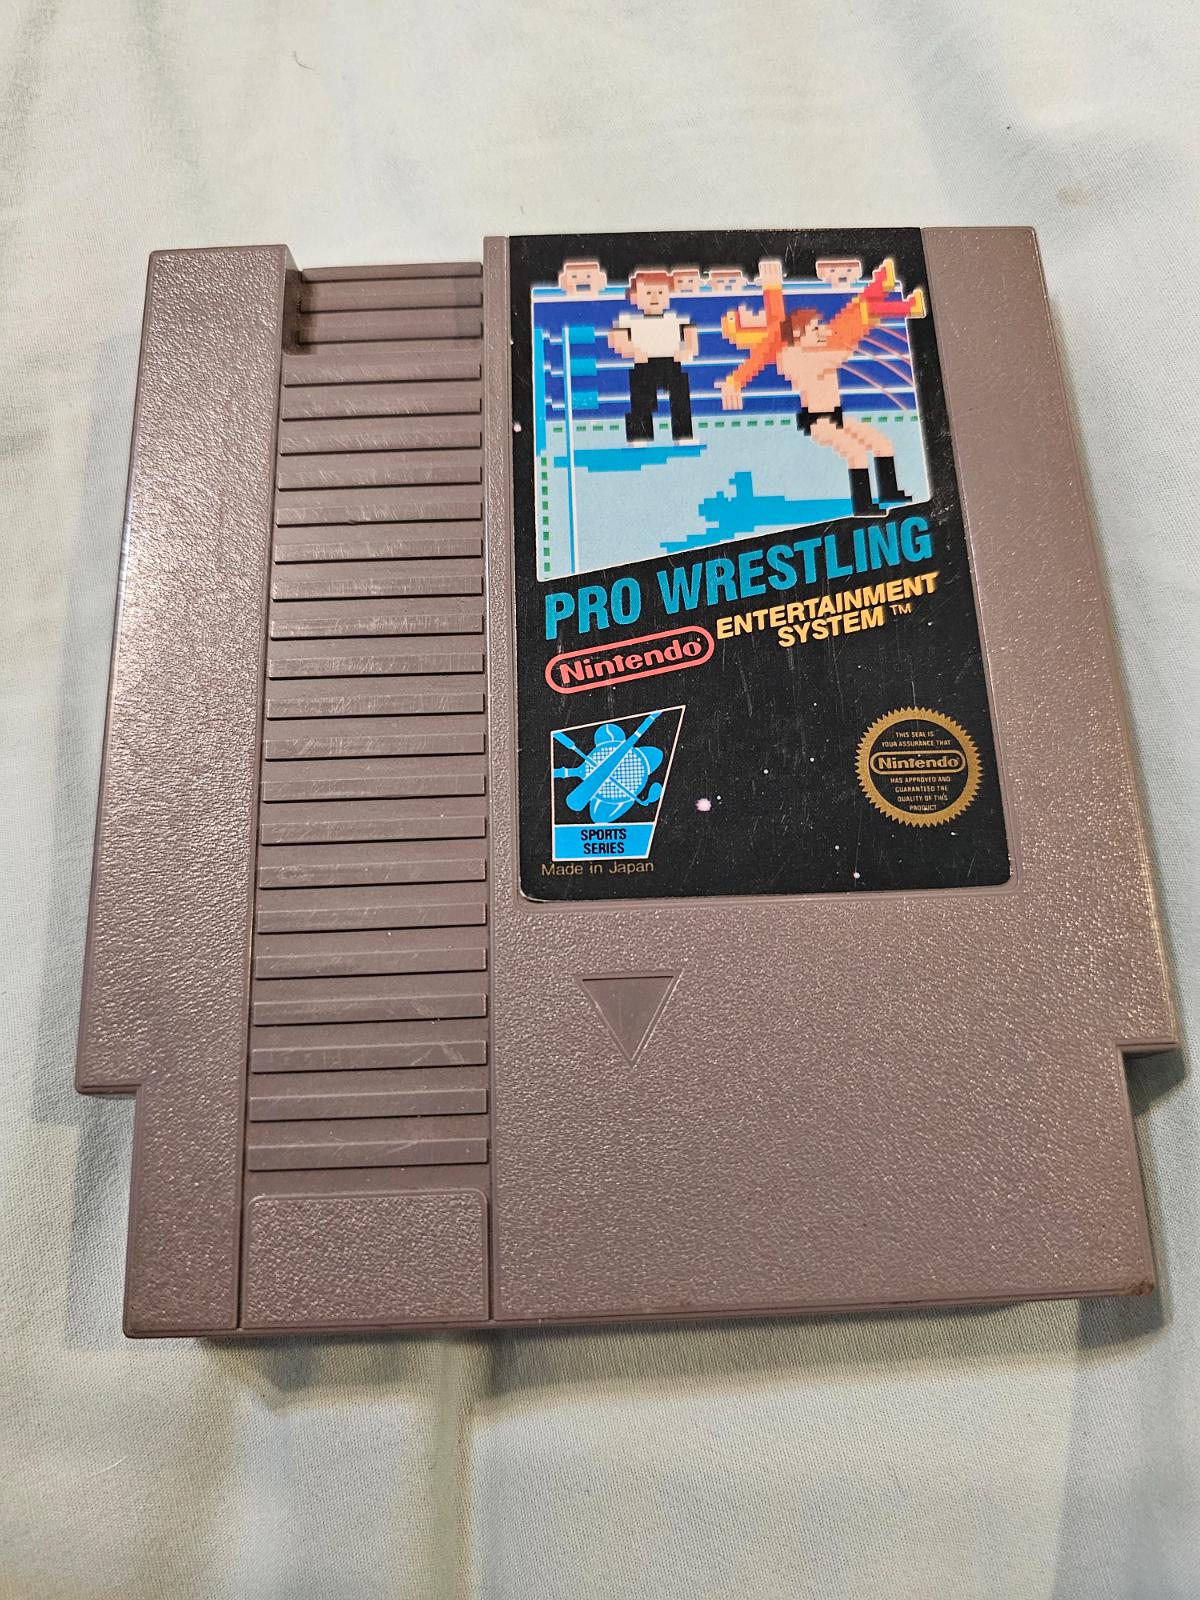 PRO WRESTLING
Nintendo®
ENTERTAINMENT
SYSTEM™
THIS SEAL IS
YOUR ASSURANCE THAT
Nintendo
HAS APPROVED AND
GUARANTEED THE
QUALITY OF THIS
PRODUCT
SPORTS
SERIES
Made in Japan